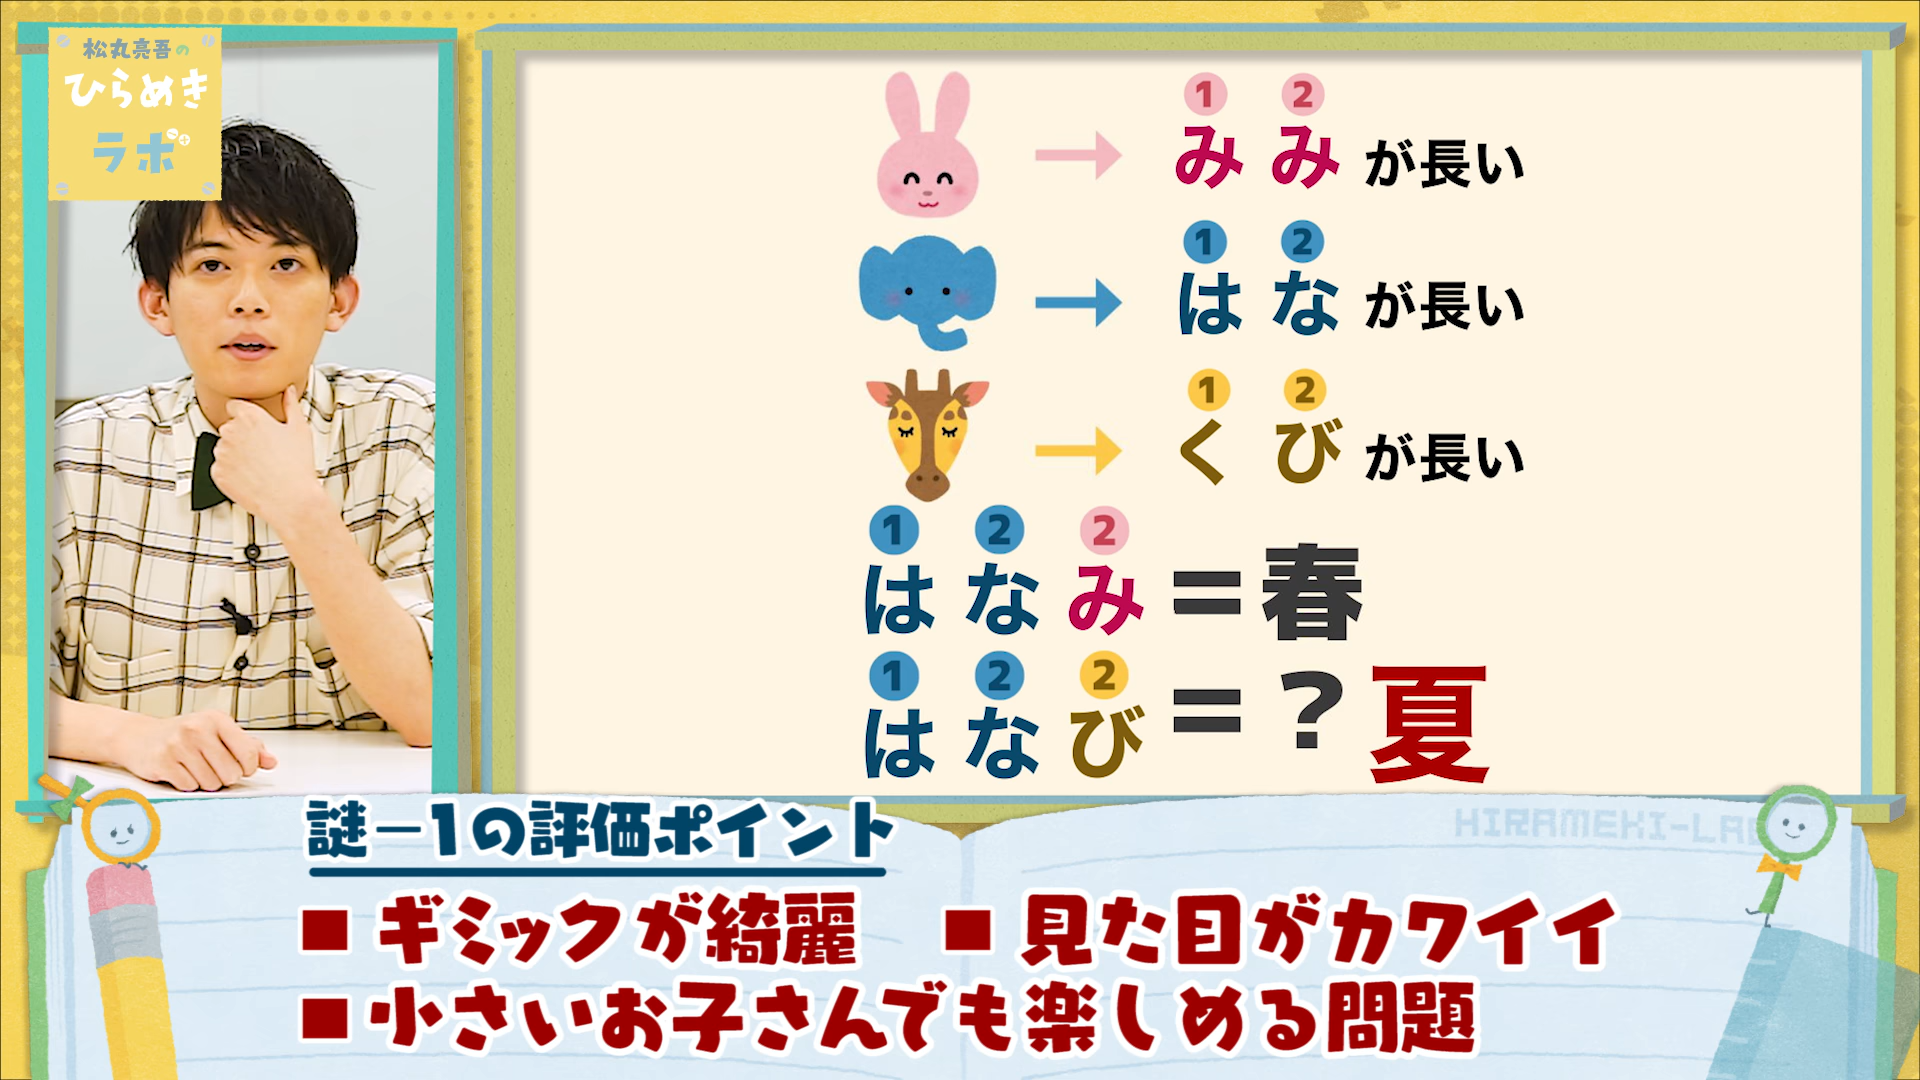 松丸亮吾の
ひらめき
ラボ
1 2
みみが長い
1 2
はなが長い
1 2
くびが長い
1 2 2
はなみ=春
1 2 2
はなび=?夏
謎−1の評価ポイント
HIRAMEKI-LA
■ギミックが綺麗 ■見た目がカワイイ
■小さいお子さんでも楽しめる問題